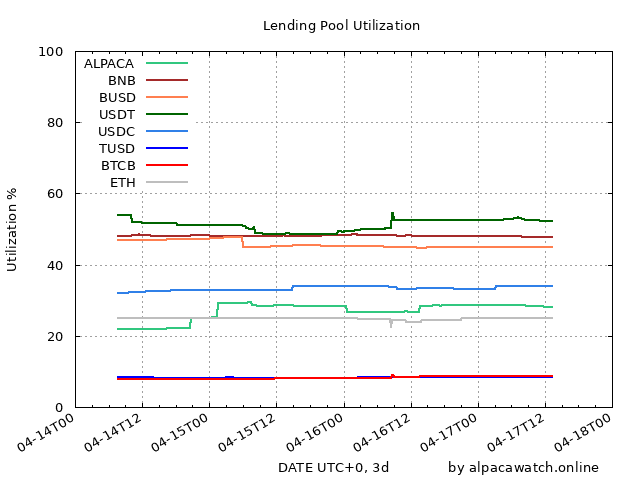 Lending Pool Utilization
100
80
60
40
20
0
Utilization %
ALPACA
BNB
BUSD
USDT
USDC
TUSD
BTCB
ETH
04-14T00
04-14T12
04-15T00
04-15T12
04-16T00
04-16T12
04-17T00
04-17T12
04-18T00
DATE UTC+0, 3d
by alpacawatch.online